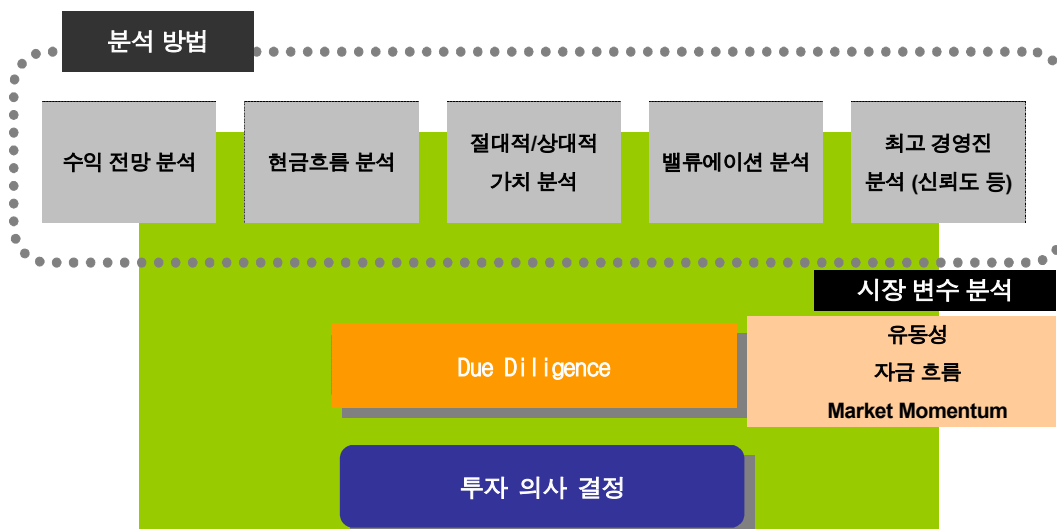 분석 방법
수익 전망 분석
현금흐름 분석
절대적/상대적
가치 분석
밸류에이션 분석
최고 경영진
분석 (신뢰도 등)
시장 변수 분석
유동성
자금 흐름
Market Momentum
Due Diligence
투자 의사 결정